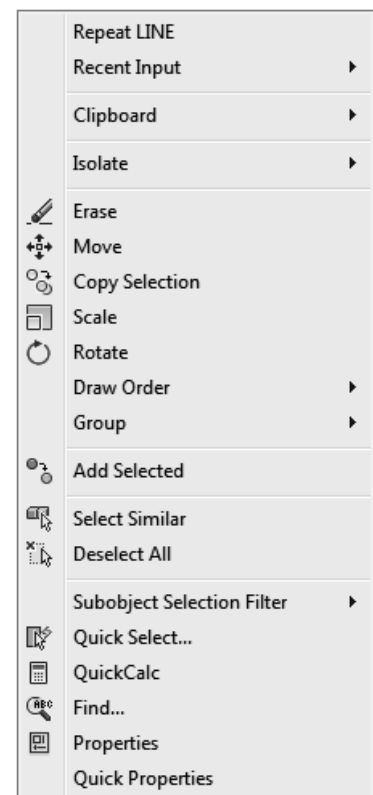 Repeat LINE
Recent Input
Clipboard
Isolate
Erase
Move
Copy Selection
Scale
Rotate
Draw Order
Group
Add Selected
Select Similar
Deselect All
Subobject Selection Filter
Quick Select...
QuickCalc
ABC
Find...
Properties
Quick Properties